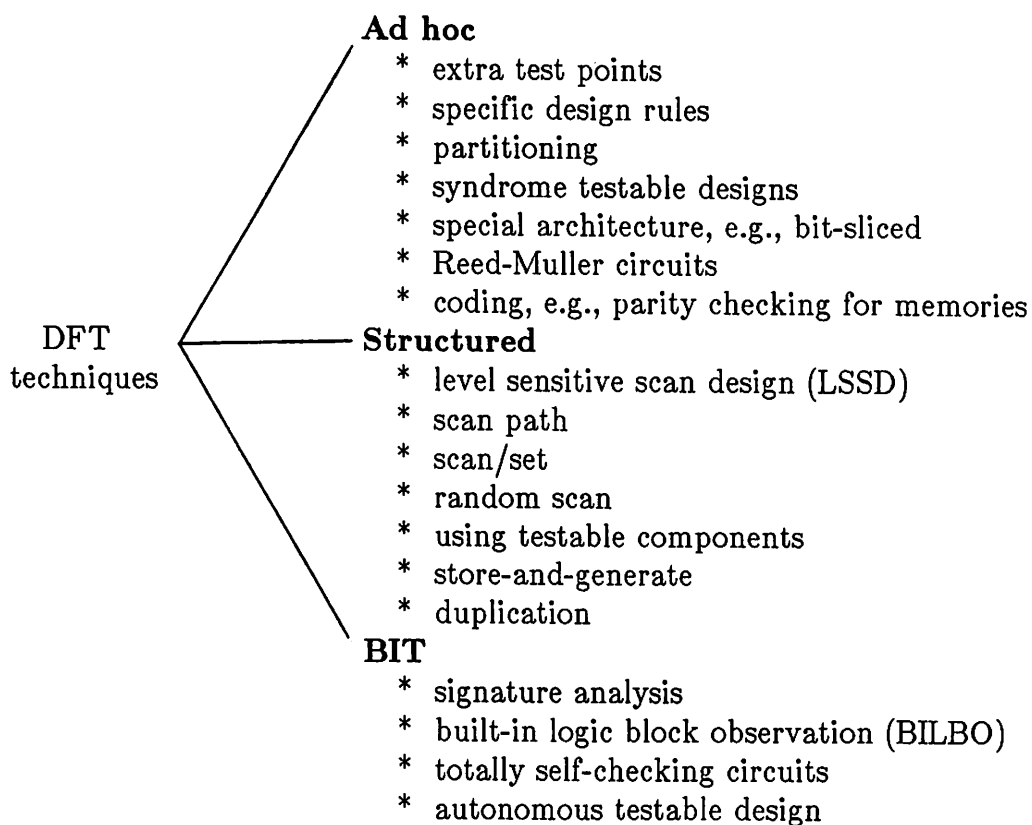 Ad hoc
* extra test points
* specific design rules
* partitioning
* syndrome testable designs
* special architecture, e.g., bit-sliced
* Reed-Muller circuits
* coding, e.g., parity checking for memories
DFT
techniques
Structured
* level sensitive scan design (LSSD)
* scan path
* scan/set
* random scan
* using testable components
* store-and-generate
* duplication
BIT
* signature analysis
* built-in logic block observation (BILBO)
* totally self-checking circuits
* autonomous testable design